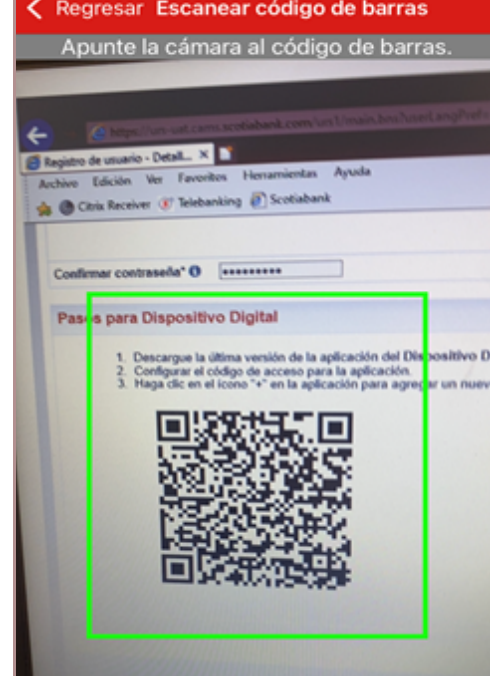 Regresar Escanear código de barras
Apunte la cámara al código de barras.
Registro de usuario - Detall...
Archivo Edición Ver Favoritos Herramientas Ayuda
Citrix Receiver Telebanking Scotiabank
Confirmar contraseña*
Pasos para Dispositivo Digital
1. Descargue la última versión de la aplicación del Dispositivo D
2. Configurar el código de acceso para la aplicación.
3. Haga clic en el ícono "+" en la aplicación para agregar un nuev